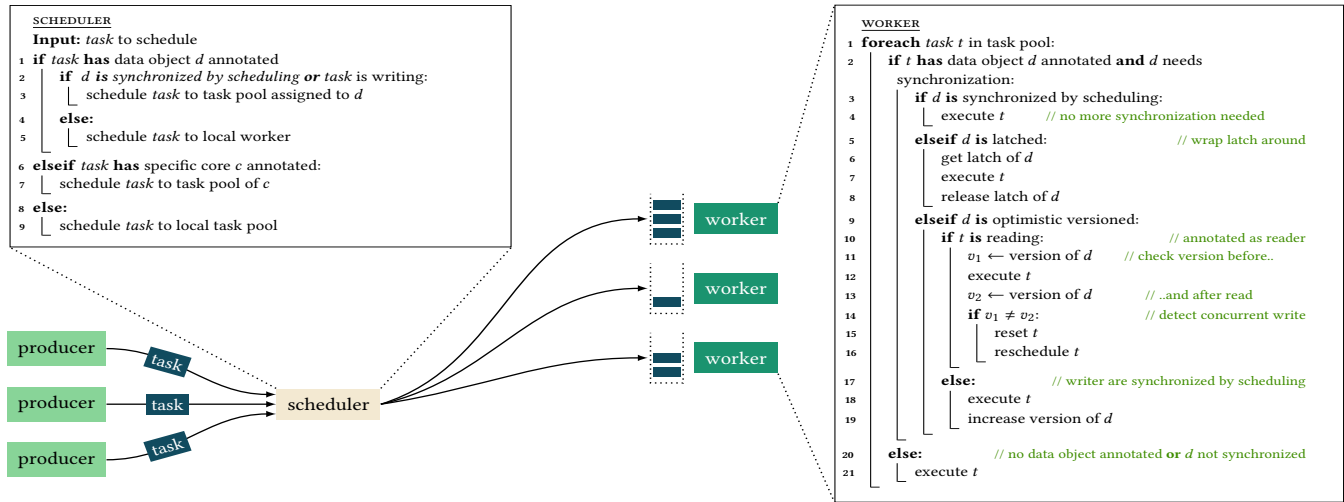 SCHEDULER
Input: task to schedule
1 if task has data object d annotated
2 if d is synchronized by scheduling or task is writing:
3 schedule task to task pool assigned to d
4 else:
5 schedule task to local worker
6 elseif task has specific core c annotated:
7 schedule task to task pool of c
8 else:
9 schedule task to local task pool
producer
producer
producer
task
task
task
scheduler
worker
worker
worker
WORKER
1 foreach task t in task pool:
2 if t has data object d annotated and d needs
synchronization:
3 if d is synchronized by scheduling:
4 execute t // no more synchronization needed
5 elseif d is latched: // wrap latch around
6 get latch of d
7 execute t
8 release latch of d
9 elseif d is optimistic versioned:
10 if t is reading: // annotated as reader
11 v₁ ← version of d // check version before..
12 execute t
13 v₂ ← version of d // ..and after read
14 if v₁ ≠ v₂: // detect concurrent write
15 reset t
16 reschedule t
17 else: // writer are synchronized by scheduling
18 execute t
19 increase version of d
20 else: // no data object annotated or d not synchronized
21 execute t